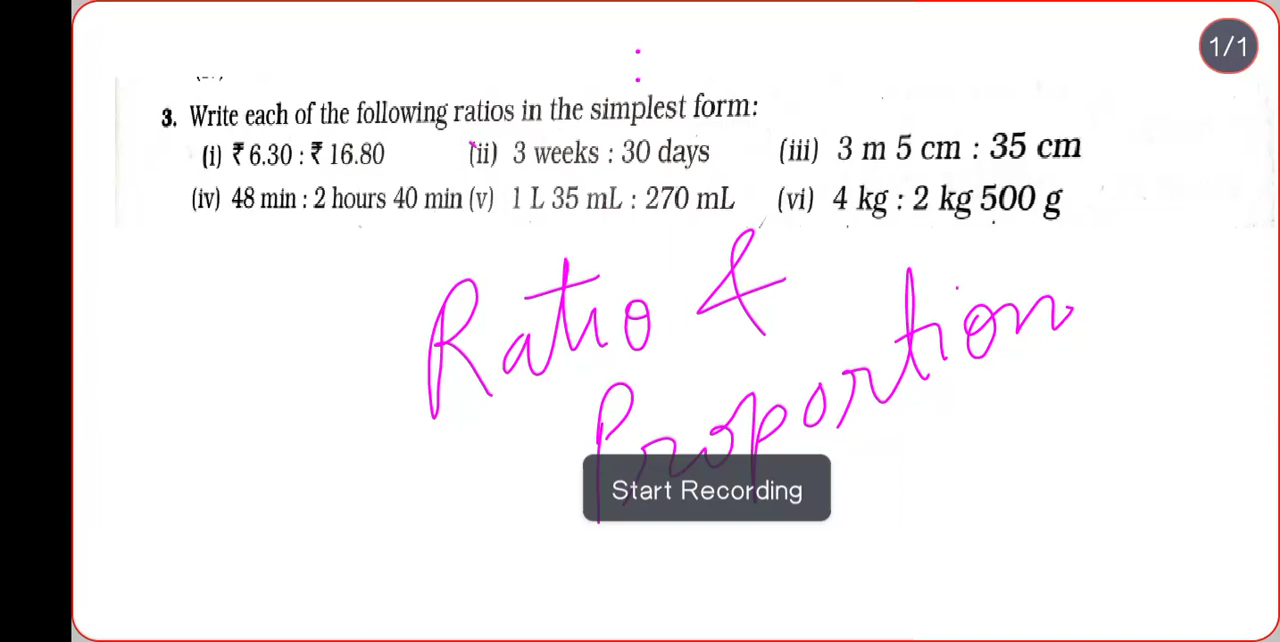 1/1
3. Write each of the following ratios in the simplest form:
(i) ₹ 6.30 : ₹ 16.80 (ii) 3 weeks : 30 days (iii) 3 m 5 cm : 35 cm
(iv) 48 min : 2 hours 40 min (v) 1 L 35 mL : 270 mL (vi) 4 kg : 2 kg 500 g
Ratio &
Proportion
Start Recording